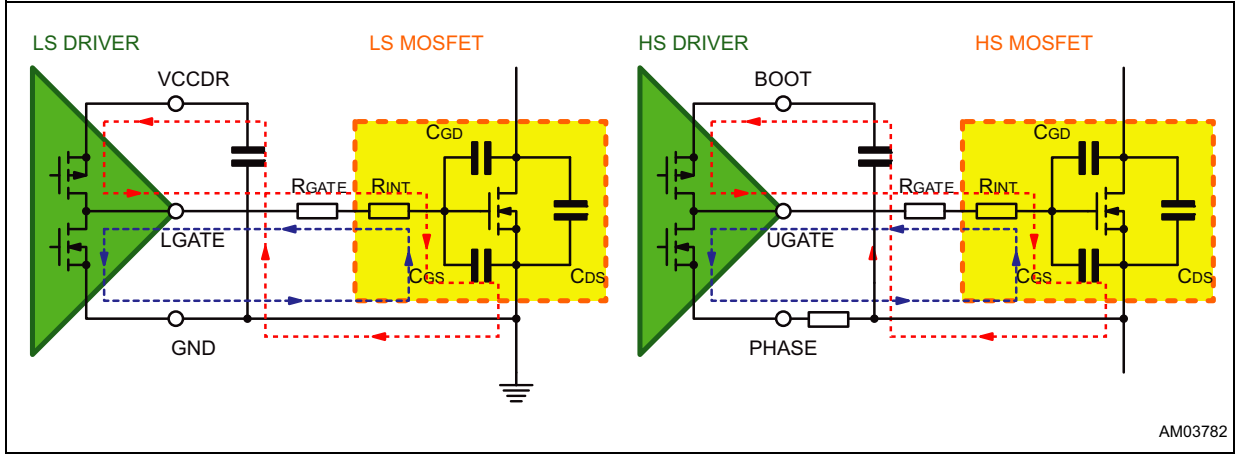 LS DRIVER
LS MOSFET
HS DRIVER
HS MOSFET
VCCDR
BOOT
CGD
CGD
RGATE
RINT
RGATE
RINT
LGATE
UGATE
CGS
CDS
CGS
CDS
GND
PHASE
AM03782